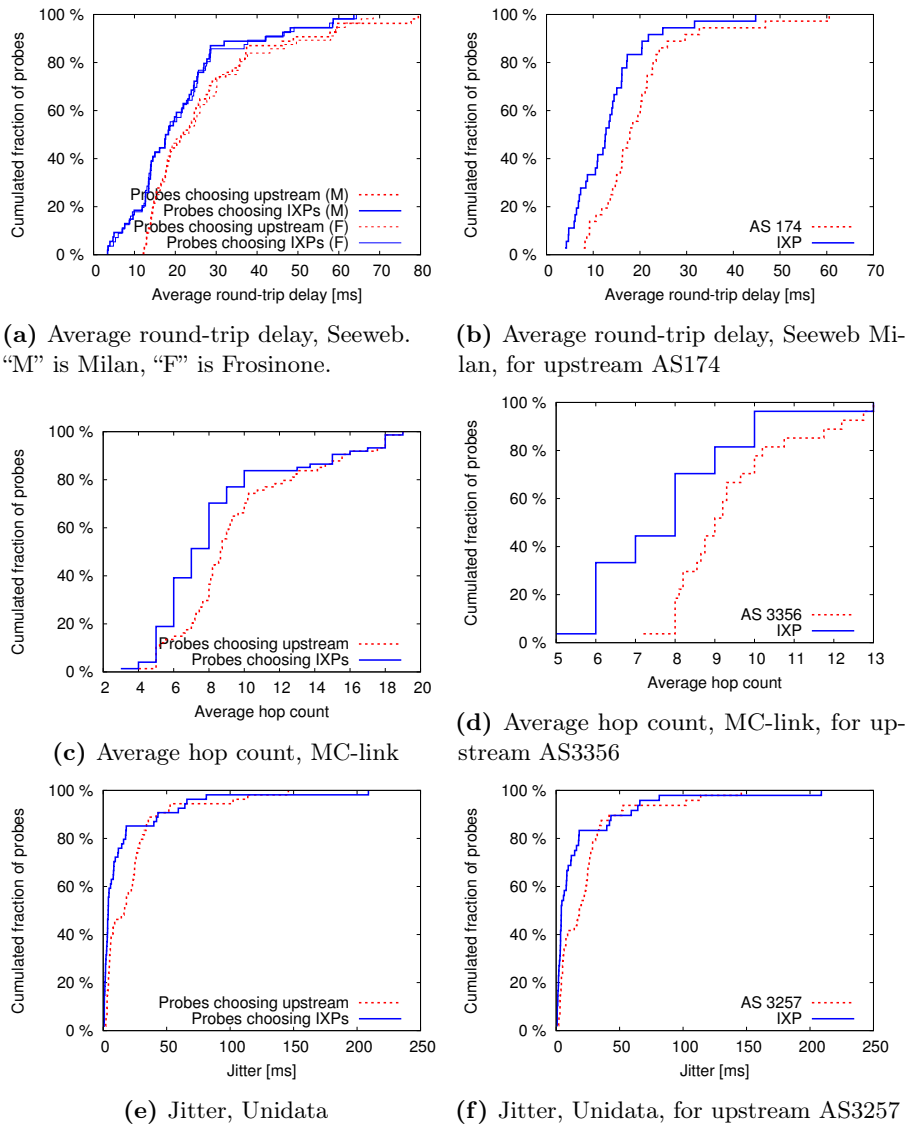 100 %
80 %
60 %
40 %
20 %
0 %
Cumulated fraction of probes
0 10 20 30 40 50 60 70 80
Average round-trip delay [ms]
Probes choosing upstream (M)
Probes choosing IXPs (M)
Probes choosing upstream (F)
Probes choosing IXPs (F)
(a) Average round-trip delay, Seeweb.
“M” is Milan, “F” is Frosinone.
100 %
80 %
60 %
40 %
20 %
0 %
Cumulated fraction of probes
0 10 20 30 40 50 60 70
Average round-trip delay [ms]
AS 174
IXP
(b) Average round-trip delay, Seeweb Mi-
lan, for upstream AS174
100 %
80 %
60 %
40 %
20 %
0 %
Cumulated fraction of probes
2 4 6 8 10 12 14 16 18 20
Average hop count
Probes choosing upstream
Probes choosing IXPs
(c) Average hop count, MC-link
100 %
80 %
60 %
40 %
20 %
0 %
Cumulated fraction of probes
5 6 7 8 9 10 11 12 13
Average hop count
AS 3356
IXP
(d) Average hop count, MC-link, for up-
stream AS3356
100 %
80 %
60 %
40 %
20 %
0 %
Cumulated fraction of probes
0 50 100 150 200 250
Jitter [ms]
Probes choosing upstream
Probes choosing IXPs
(e) Jitter, Unidata
100 %
80 %
60 %
40 %
20 %
0 %
Cumulated fraction of probes
0 50 100 150 200 250
Jitter [ms]
AS 3257
IXP
(f) Jitter, Unidata, for upstream AS3257